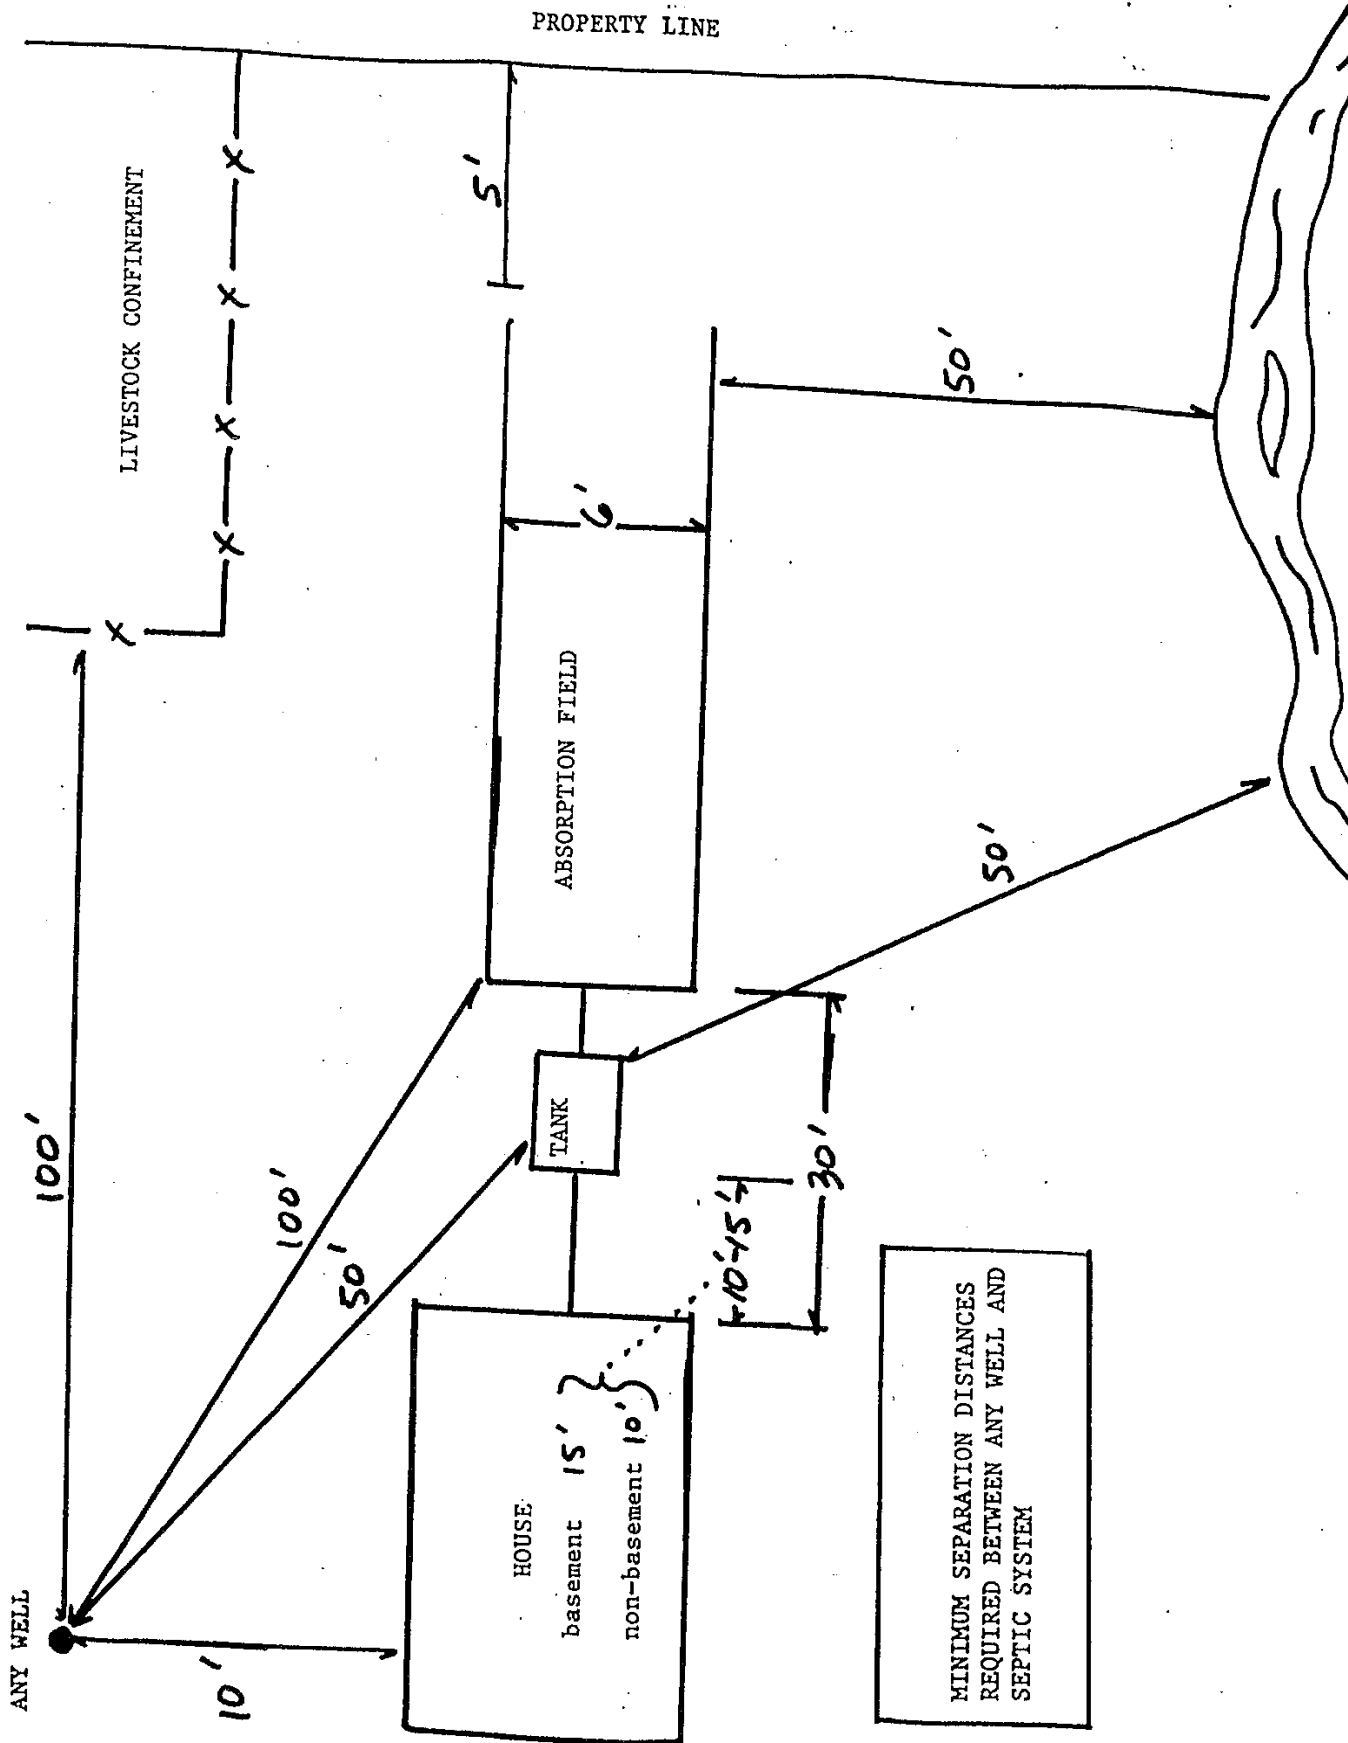 PROPERTY LINE
ANY WELL
LIVESTOCK CONFINEMENT
100'
100'
50'
10'
5'
6'
50'
50'
ABSORPTION FIELD
TANK
HOUSE
basement 15'
non-basement 10'
10'-15'
30'
MINIMUM SEPARATION DISTANCES
REQUIRED BETWEEN ANY WELL AND
SEPTIC SYSTEM